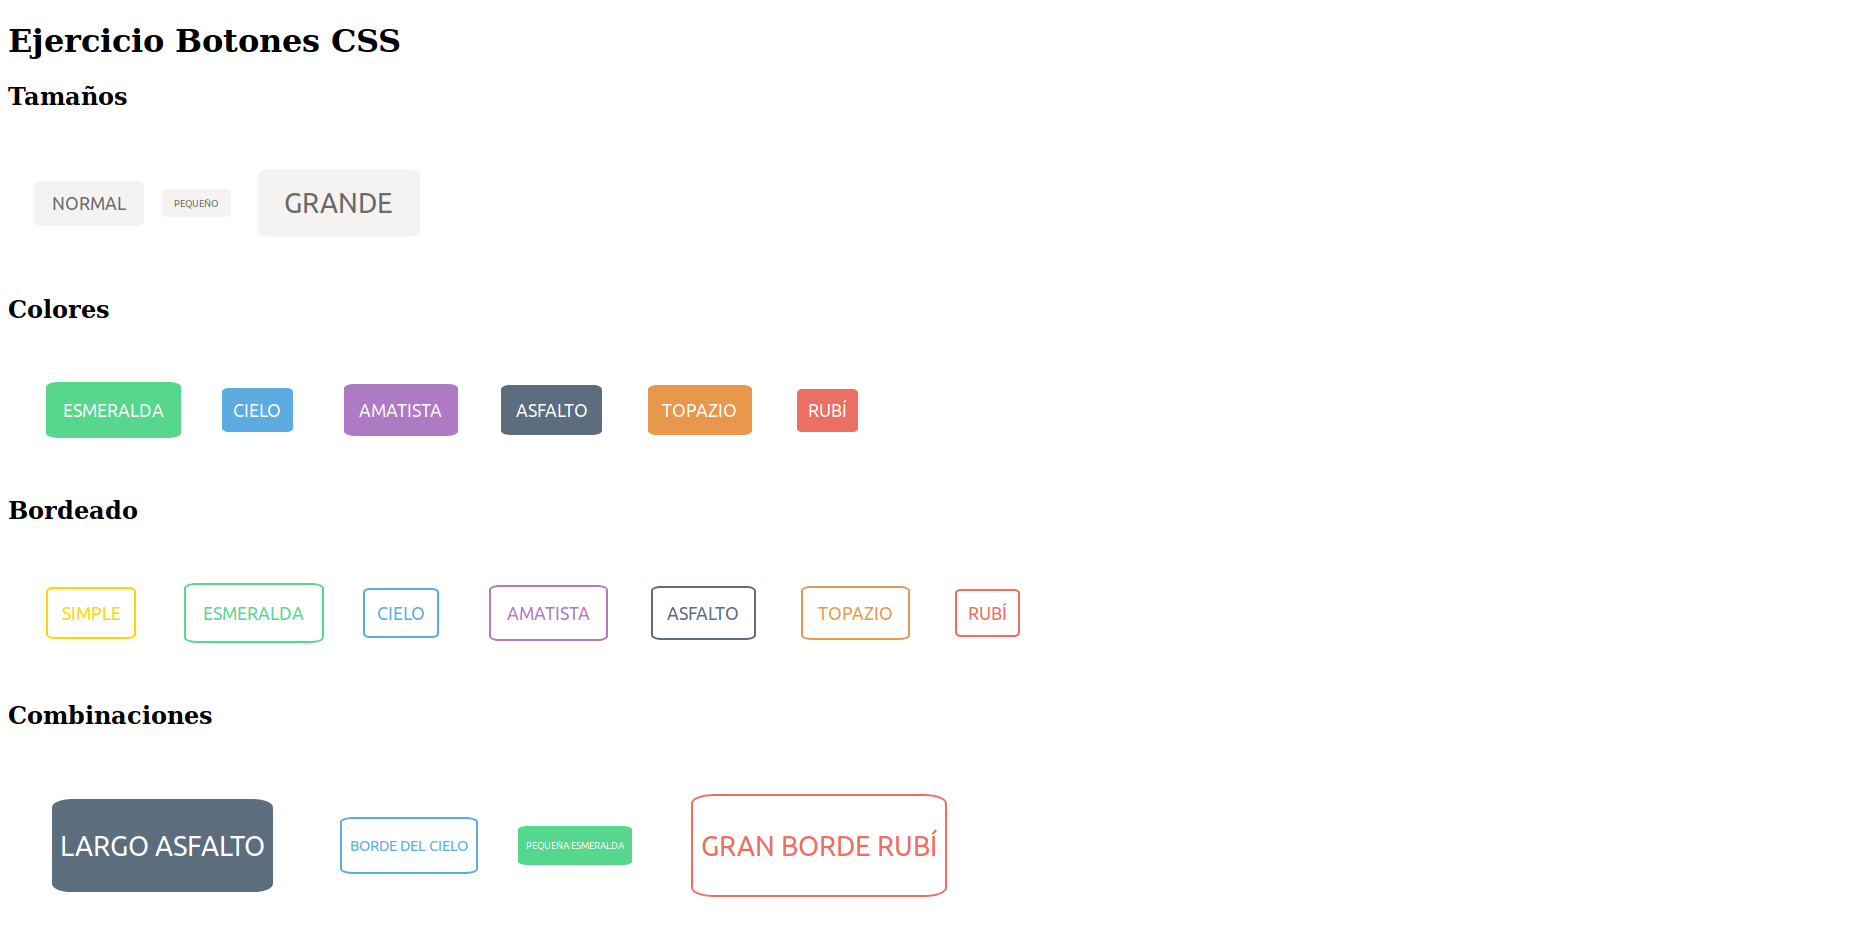 Ejercicio Botones CSS
Tamaños
NORMAL PEQUEÑO GRANDE
Colores
ESMERALDA CIELO AMATISTA ASFALTO TOPAZIO RUBÍ
Bordeado
SIMPLE ESMERALDA CIELO AMATISTA ASFALTO TOPAZIO RUBÍ
Combinaciones
LARGO ASFALTO BORDE DEL CIELO PEQUEÑA ESMERALDA GRAN BORDE RUBÍ